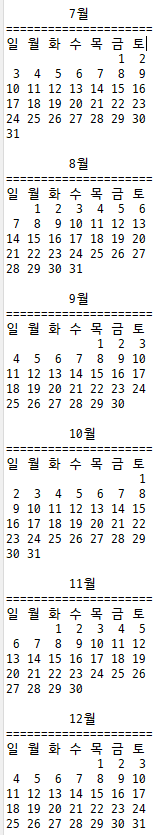 7월
=====================
일 월 화 수 목 금 토
                1  2
 3  4  5  6  7  8  9
10 11 12 13 14 15 16
17 18 19 20 21 22 23
24 25 26 27 28 29 30
31
8월
=====================
일 월 화 수 목 금 토
    1  2  3  4  5  6
 7  8  9 10 11 12 13
14 15 16 17 18 19 20
21 22 23 24 25 26 27
28 29 30 31
9월
=====================
일 월 화 수 목 금 토
             1  2  3
 4  5  6  7  8  9 10
11 12 13 14 15 16 17
18 19 20 21 22 23 24
25 26 27 28 29 30
10월
=====================
일 월 화 수 목 금 토
                   1
 2  3  4  5  6  7  8
 9 10 11 12 13 14 15
16 17 18 19 20 21 22
23 24 25 26 27 28 29
30 31
11월
=====================
일 월 화 수 목 금 토
       1  2  3  4  5
 6  7  8  9 10 11 12
13 14 15 16 17 18 19
20 21 22 23 24 25 26
27 28 29 30
12월
=====================
일 월 화 수 목 금 토
             1  2  3
 4  5  6  7  8  9 10
11 12 13 14 15 16 17
18 19 20 21 22 23 24
25 26 27 28 29 30 31